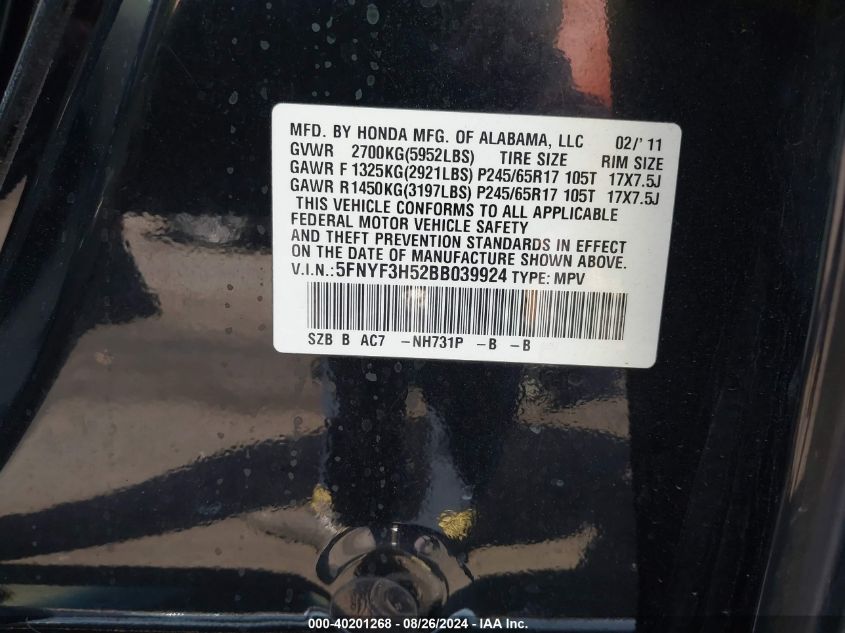 MFD. BY HONDA MFG. OF ALABAMA, LLC 02/'11
GVWR 2700KG(5952LBS) TIRE SIZE RIM SIZE
GAWR F 1325KG(2921LBS) P245/65R17 105T 17X7.5J
GAWR R 1450KG(3197LBS) P245/65R17 105T 17X7.5J
THIS VEHICLE CONFORMS TO ALL APPLICABLE
FEDERAL MOTOR VEHICLE SAFETY
AND THEFT PREVENTION STANDARDS IN EFFECT
ON THE DATE OF MANUFACTURE SHOWN ABOVE.
V.I.N.:5FNYF3H52BB039924 TYPE: MPV
SZB B AC7 -NH731P -B -B
000-40201268 - 08/26/2024 - IAAI Inc.